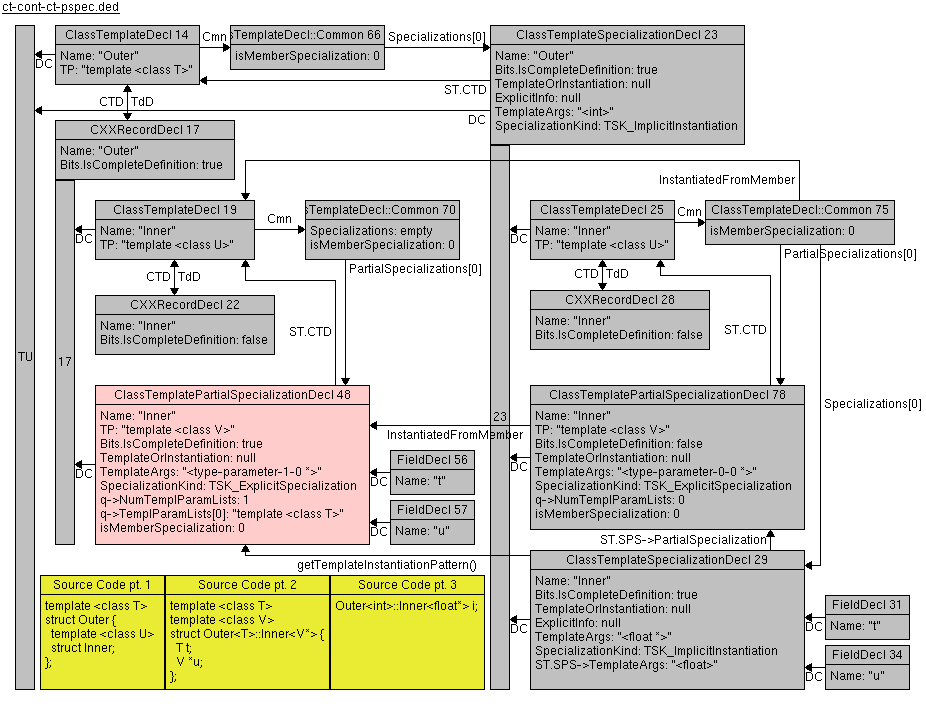 ct-cont-ct-pspec.ded
ClassTemplateDecl 14
Name: "Outer"
TP: "template <class T>"
Cmn
sTemplateDecl::Common 66
isMemberSpecialization: 0
Specializations[0]
ClassTemplateSpecializationDecl 23
Name: "Outer"
Bits.IsCompleteDefinition: true
TemplateOrInstantiation: null
ExplicitInfo: null
TemplateArgs: "<int>"
SpecializationKind: TSK_ImplicitInstantiation
DC
ST.CTD
DC
CTD
TdD
CXXRecordDecl 17
Name: "Outer"
Bits.IsCompleteDefinition: true
InstantiatedFromMember
ClassTemplateDecl 19
Name: "Inner"
TP: "template <class U>"
Cmn
sTemplateDecl::Common 70
Specializations: empty
isMemberSpecialization: 0
DC
PartialSpecializations[0]
ClassTemplateDecl 25
Name: "Inner"
TP: "template <class U>"
Cmn
ClassTemplateDecl::Common 75
isMemberSpecialization: 0
DC
PartialSpecializations[0]
CTD
TdD
CXXRecordDecl 22
Name: "Inner"
Bits.IsCompleteDefinition: false
ST.CTD
CTD
TdD
CXXRecordDecl 28
Name: "Inner"
Bits.IsCompleteDefinition: false
ST.CTD
TU
17
23
ClassTemplatePartialSpecializationDecl 48
Name: "Inner"
TP: "template <class V>"
Bits.IsCompleteDefinition: true
TemplateOrInstantiation: null
TemplateArgs: "<type-parameter-1-0 *>"
SpecializationKind: TSK_ExplicitSpecialization
q->NumTemplParamLists: 1
q->TemplParamLists[0]: "template <class T>"
isMemberSpecialization: 0
DC
InstantiatedFromMember
FieldDecl 56
Name: "t"
DC
FieldDecl 57
Name: "u"
DC
ClassTemplatePartialSpecializationDecl 78
Name: "Inner"
TP: "template <class V>"
Bits.IsCompleteDefinition: false
TemplateOrInstantiation: null
TemplateArgs: "<type-parameter-0-0 *>"
SpecializationKind: TSK_ExplicitSpecialization
q->NumTemplParamLists: 0
isMemberSpecialization: 0
DC
Specializations[0]
ST.SPS->PartialSpecialization
getTemplateInstantiationPattern()
ClassTemplateSpecializationDecl 29
Name: "Inner"
Bits.IsCompleteDefinition: true
TemplateOrInstantiation: null
ExplicitInfo: null
TemplateArgs: "<float *>"
SpecializationKind: TSK_ImplicitInstantiation
ST.SPS->TemplateArgs: "<float>"
DC
FieldDecl 31
Name: "t"
DC
FieldDecl 34
Name: "u"
DC
Source Code pt. 1
template <class T>
struct Outer {
template <class U>
struct Inner;
};
Source Code pt. 2
template <class T>
template <class V>
struct Outer<T>::Inner<V*> {
T t;
V *u;
};
Source Code pt. 3
Outer<int>::Inner<float*> i;